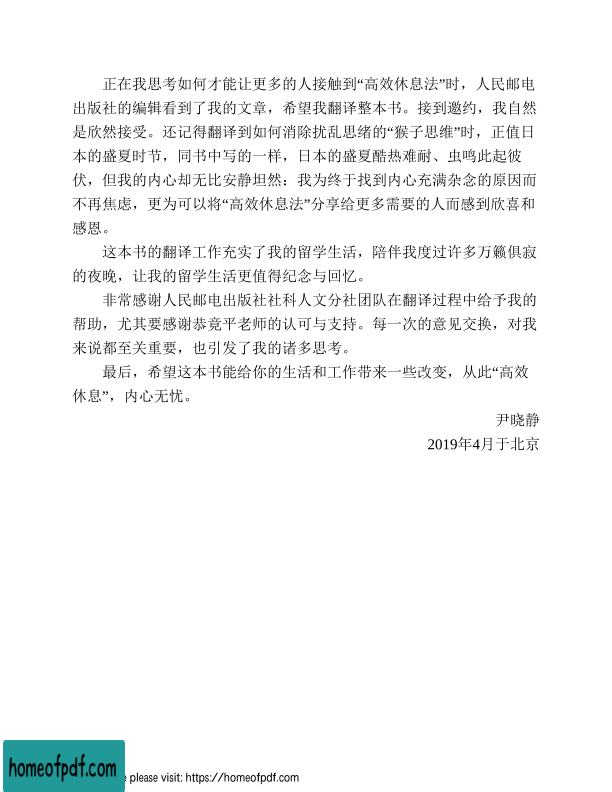 正在我思考如何才能让更多的人接触到“高效休息法”时，人民邮电
出版社的编辑看到了我的文章，希望我翻译整本书。接到邀约，我自然
是欣然接受。还记得翻译到如何消除扰乱思绪的“猴子思维”时，正值日
本的盛夏时节，同书中写的一样，日本的盛夏酷热难耐、虫鸣此起彼
伏，但我的内心却无比安静坦然：我为终于找到内心充满杂念的原因而
不再焦虑，更为可以将“高效休息法”分享给更多需要的人而感到欣喜和
感恩。
这本书的翻译工作充实了我的留学生活，陪伴我度过许多万籁俱寂
的夜晚，让我的留学生活更值得纪念与回忆。
非常感谢人民邮电出版社社科人文分社团队在翻译过程中给予我的
帮助，尤其要感谢恭竟平老师的认可与支持。每一次的意见交换，对我
来说都至关重要，也引发了我的诸多思考。
最后，希望这本书能给你的生活和工作带来一些改变，从此“高效
休息”，内心无忧。
尹晓静
2019年4月于北京
homeofpdf.com
please visit: https://homeofpdf.com